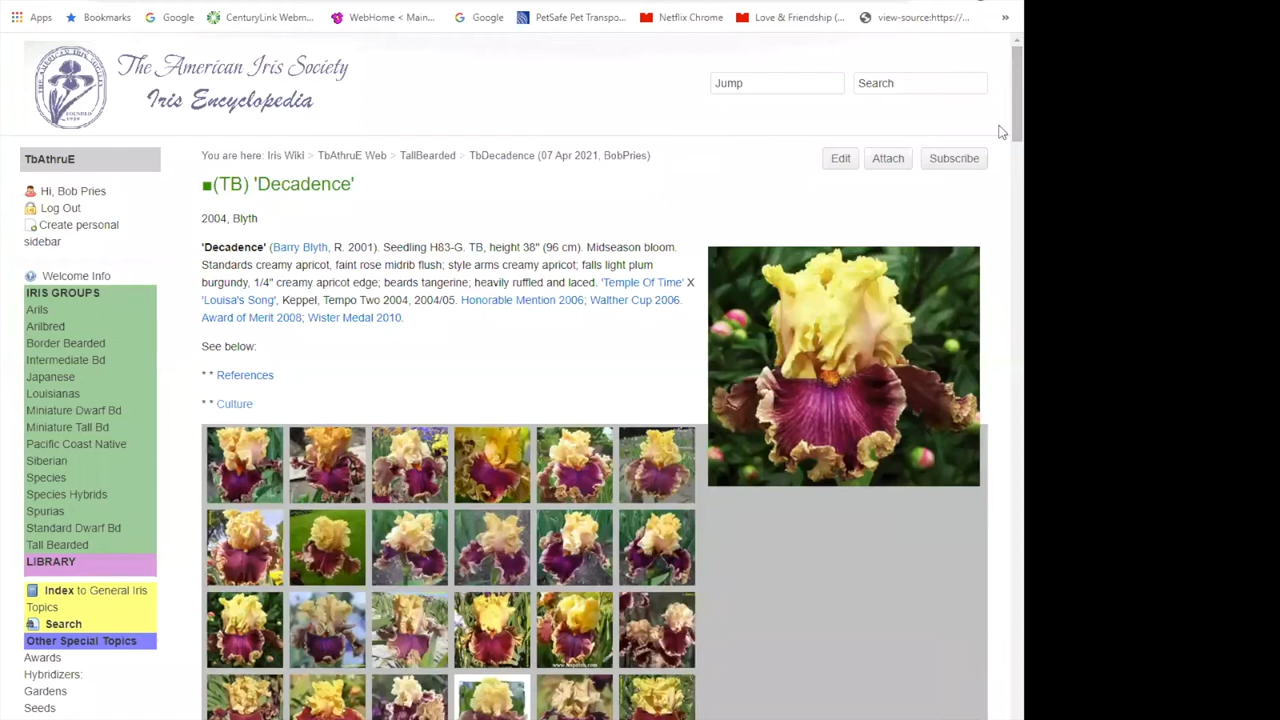 Apps Bookmarks Google CenturyLink Webm... WebHome < Main... Google PetSafe Pet Transpo... Netflix Chrome Love & Friendship (... view-source:https://... »
The American Iris Society
Iris Encyclopedia
Jump
Search
TbAthruE
Hi, Bob Pries
Log Out
Create personal
sidebar
Welcome Info
IRIS GROUPS
Arils
Arilbred
Border Bearded
Intermediate Bd
Japanese
Louisianas
Miniature Dwarf Bd
Miniature Tall Bd
Pacific Coast Native
Siberian
Species
Species Hybrids
Spurias
Standard Dwarf Bd
Tall Bearded
LIBRARY
Index to General Iris
Topics
Search
Other Special Topics
Awards
Hybridizers:
Gardens
Seeds
You are here: Iris Wiki > TbAthruE Web > TallBearded > TbDecadence (07 Apr 2021, BobPries)
Edit Attach Subscribe
■(TB) 'Decadence'
2004, Blyth
'Decadence' (Barry Blyth, R. 2001). Seedling H83-G. TB, height 38" (96 cm). Midseason bloom.
Standards creamy apricot, faint rose midrib flush; style arms creamy apricot; falls light plum
burgundy, 1/4" creamy apricot edge; beards tangerine; heavily ruffled and laced. 'Temple Of Time' X
'Louisa's Song', Keppel, Tempo Two 2004, 2004/05. Honorable Mention 2006; Walther Cup 2006.
Award of Merit 2008; Wister Medal 2010.
See below:
* * References
* * Culture